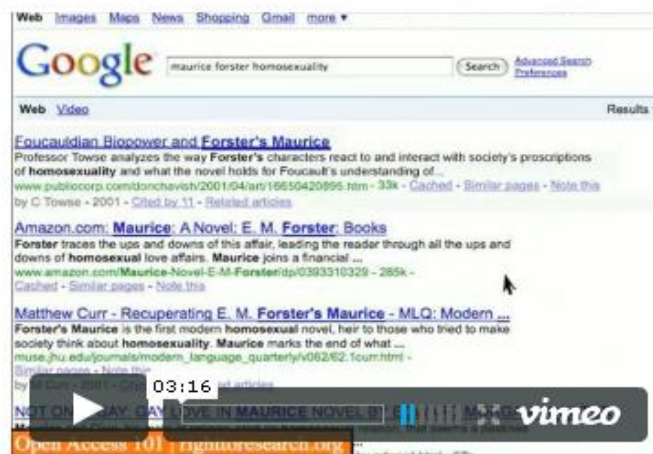 Web Images Maps News Shopping Gmail more ▼
Google maurice forster homosexuality Search Advanced Search
Preferences
Web Video Results
Foucauldian Biopower and Forster's Maurice
Professor Towse analyzes the way Forster's characters react to and interact with society's proscriptions
of homosexuality and what the novel holds for Foucault's understanding of...
www.publiccorp.com/donchavish/2001/04/art/16650420895.htm - 33k - Cached - Similar pages - Note this
by C Towse - 2001 - Cited by 11 - Related articles
Amazon.com: Maurice: A Novel: E. M. Forster: Books
Forster traces the ups and downs of this affair, leading the reader through all the ups and
downs of homosexual love affairs. Maurice joins a financial ...
www.amazon.com/Maurice-Novel-E-M-Forster/dp/0393310329 - 285k -
Cached - Similar pages - Note this
Matthew Curr - Recuperating E. M. Forster's Maurice - MLQ: Modern ...
Forster's Maurice is the first modern homosexual novel, heir to those who tried to make
society think about homosexuality. Maurice marks the end of what ...
muse.jhu.edu/journals/modern_language_quarterly/v062/62.1curr.html -
Similar pages - Note this
by
03:16
LOVE IN MAURICE NOVEL
vimeo
Open Access 101 | righttoresearch.org